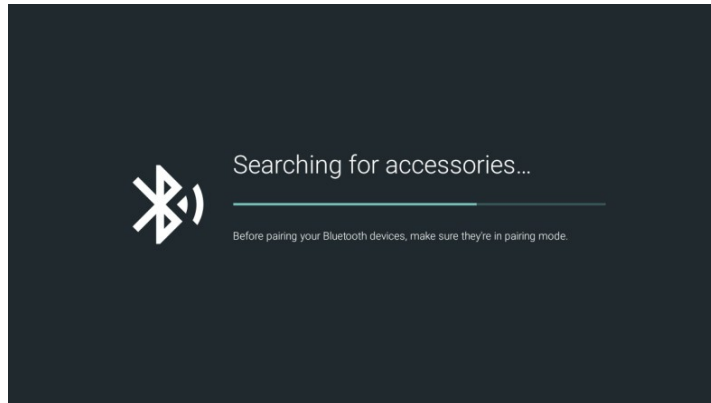 Searching for accessories...
Before pairing your Bluetooth devices, make sure they're in pairing mode.